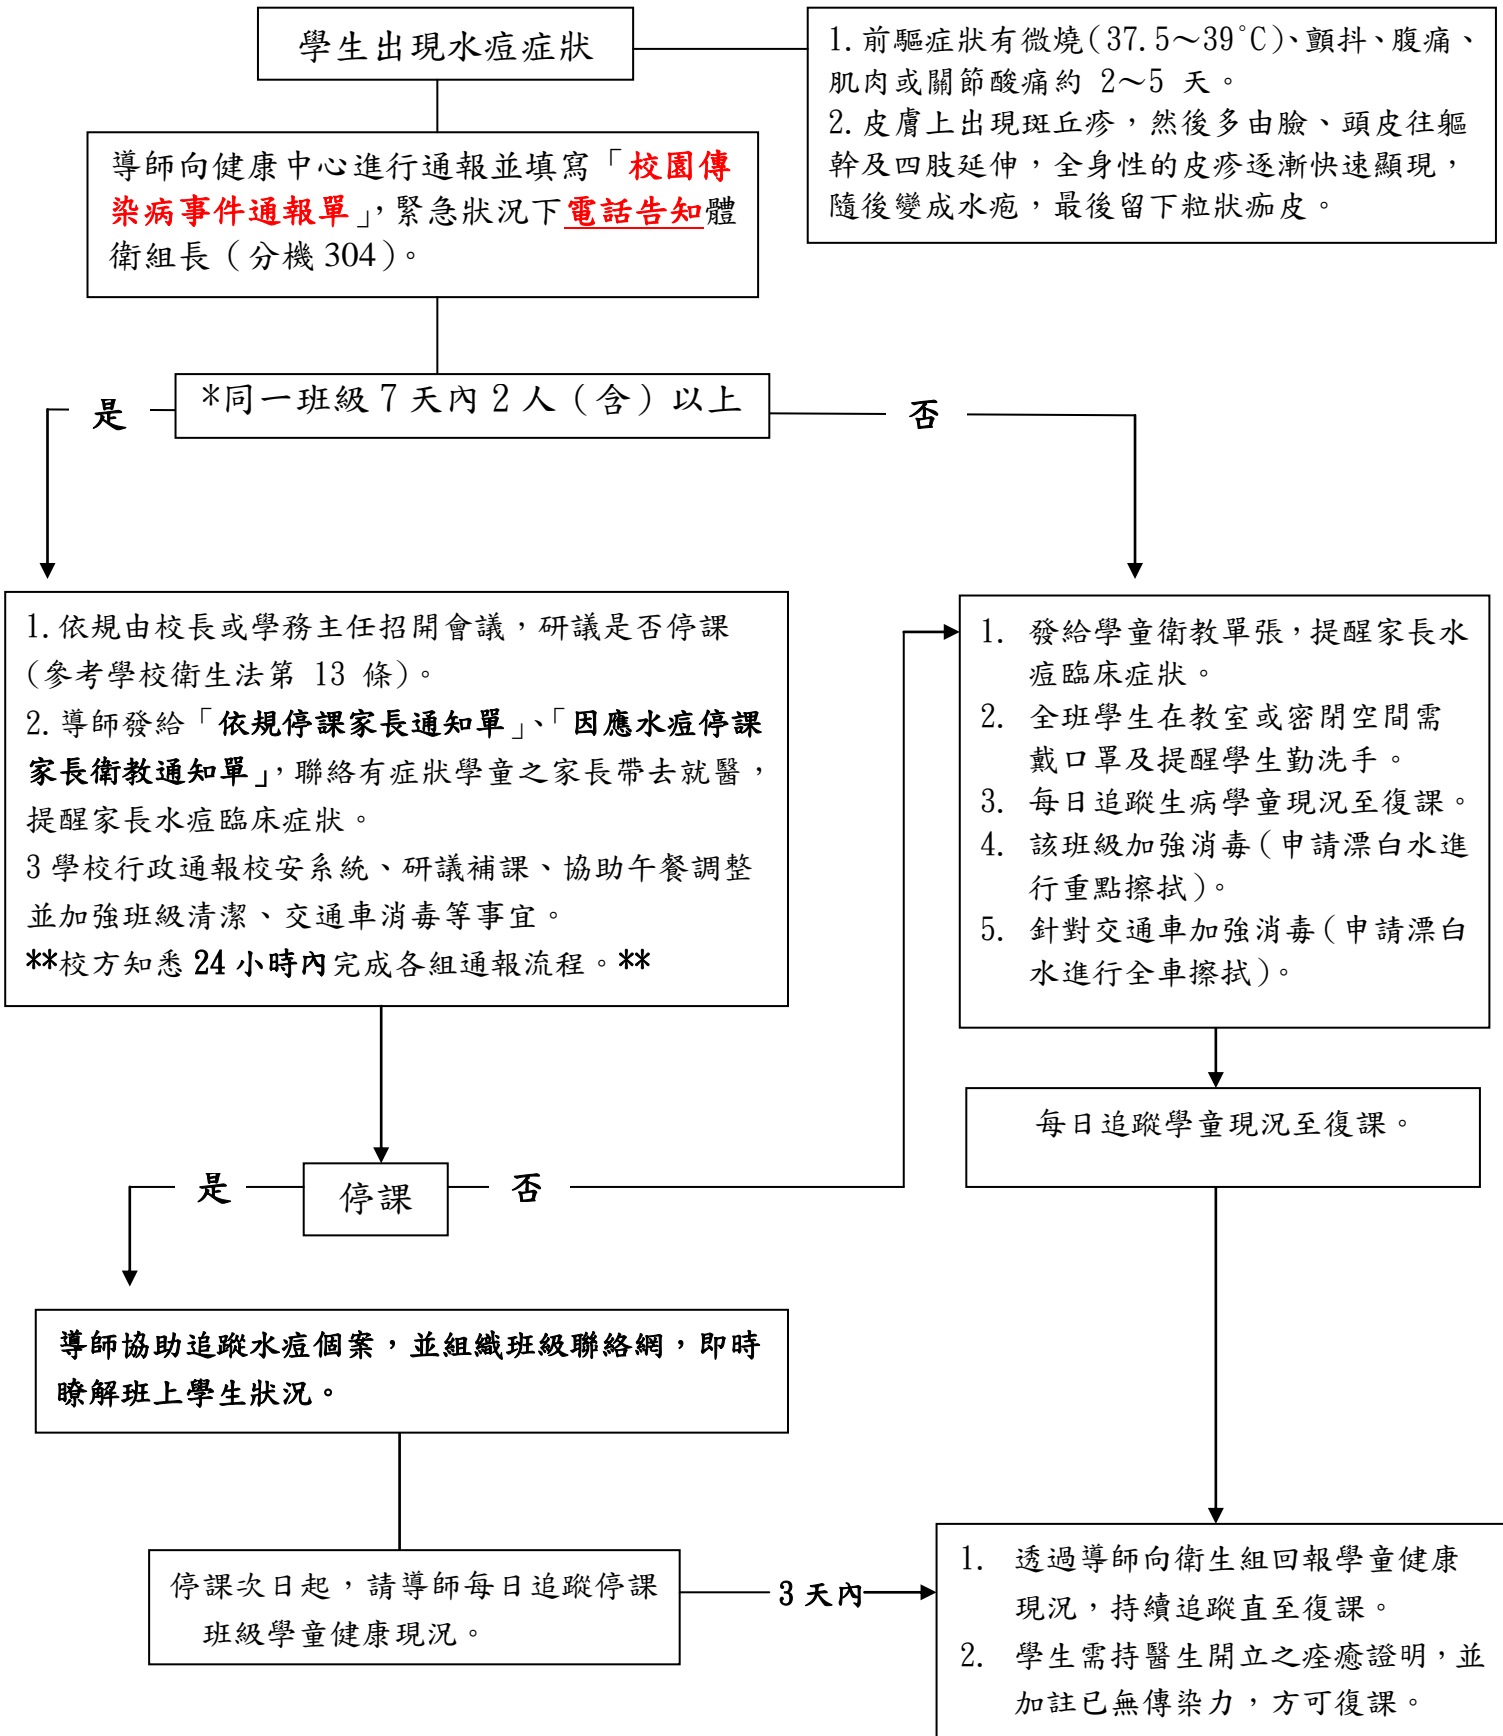 學生出現水痘症狀
1.前驅症狀有微燒(37.5～39˚C)、顫抖、腹痛、
肌肉或關節酸痛約 2～5 天。
2.皮膚上出現斑丘疹，然後多由臉、頭皮往軀
幹及四肢延伸，全身性的皮疹逐漸快速顯現，
隨後變成水疱，最後留下粒狀痂皮。
導師向健康中心進行通報並填寫「校園傳
染病事件通報單」，緊急狀況下電話告知體
衛組長（分機 304）。
*同一班級 7 天內 2 人（含）以上
是
否
1.依規由校長或學務主任招開會議，研議是否停課
(參考學校衛生法第 13 條)。
2.導師發給「依規停課家長通知單」、「因應水痘停課
家長衛教通知單」，聯絡有症狀學童之家長帶去就醫，
提醒家長水痘臨床症狀。
3 學校行政通報校安系統、研議補課、協助午餐調整
並加強班級清潔、交通車消毒等事宜。
**校方知悉 24 小時內完成各組通報流程。**
1. 發給學童衛教單張，提醒家長水
痘臨床症狀。
2. 全班學生在教室或密閉空間需
戴口罩及提醒學生勤洗手。
3. 每日追蹤生病學童現況至復課。
4. 該班級加強消毒（申請漂白水進
行重點擦拭）。
5. 針對交通車加強消毒（申請漂白
水進行全車擦拭）。
每日追蹤學童現況至復課。
是
停課
否
導師協助追蹤水痘個案，並組織班級聯絡網，即時
瞭解班上學生狀況。
停課次日起，請導師每日追蹤停課
班級學童健康現況。
3 天內
1. 透過導師向衛生組回報學童健康
現況，持續追蹤直至復課。
2. 學生需持醫生開立之痊癒證明，並
加註已無傳染力，方可復課。